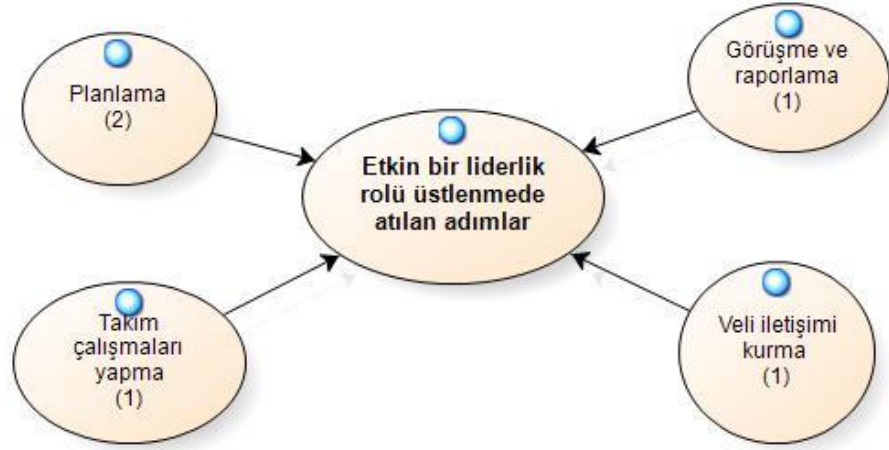 Planlama
(2)
Görüşme ve
raporlama
(1)
Etkin bir liderlik
rolü üstlenmede
atılan adımlar
Takım
çalışmaları
yapma
(1)
Veli iletişimi
kurma
(1)